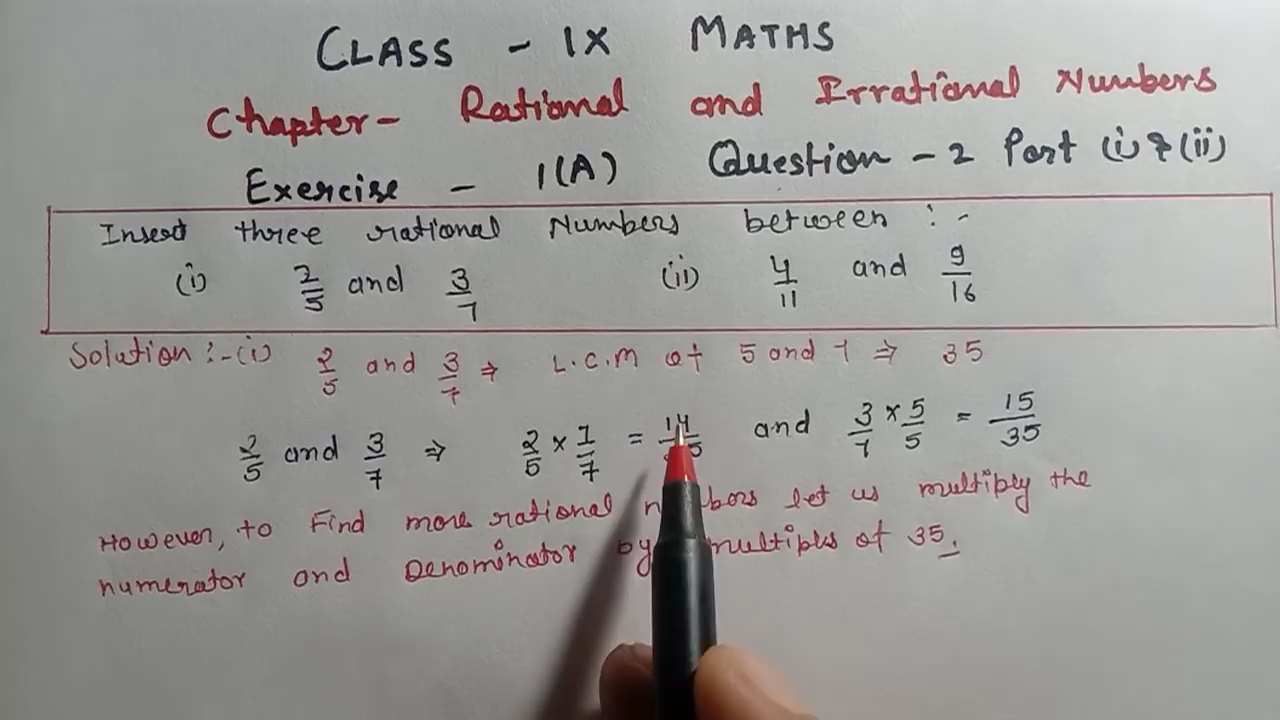 CLASS - IX MATHS
Chapter- Rational and Irrational Numbers
Exercise - 1(A) Question - 2 Part (i) & (ii)
Insert three rational Numbers between :-
(i) 2/5 and 3/7 (ii) 4/11 and 9/16
Solution :-(i) 2/5 and 3/7 ⇒ L.C.M of 5 and 7 ⇒ 35
2/5 and 3/7 ⇒ 2/5 × 7/7 = 14/35 and 3/7 × 5/5 = 15/35
However, to Find more rational let us multiply the
numerator and Denominator by multiples of 35.